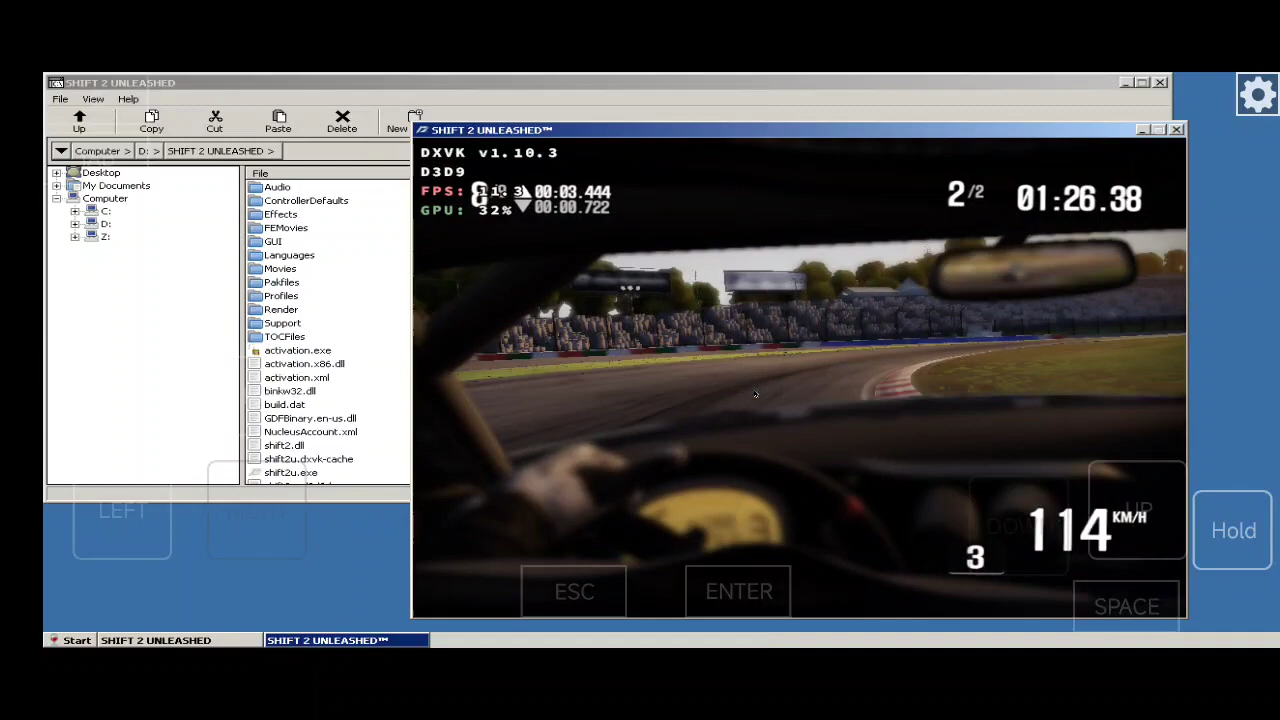 SHIFT 2 UNLEASHED
File View Help
Up Copy Cut Paste Delete New
Computer > D: > SHIFT 2 UNLEASHED >
Desktop
My Documents
Computer
C:
D:
Z:
File
Audio
ControllerDefaults
Effects
FEMovies
GUI
Languages
Movies
Pakfiles
Profiles
Render
Support
TOCFiles
activation.exe
activation.x86.dll
activation.xml
binkw32.dll
build.dat
GDFBinary.en-us.dll
NucleusAccount.xml
shift2.dll
shift2u.dxvk-cache
shift2u.exe
SHIFT 2 UNLEASHED™
DXVK v1.10.3
D3D9
FPS:
00:03.444
GPU: 32%
00:00.722
8
2/2 01:26.38
114 KM/H
3
LEFT
UP
DOWN
Hold
ESC
ENTER
SPACE
Start SHIFT 2 UNLEASHED SHIFT 2 UNLEASHED™